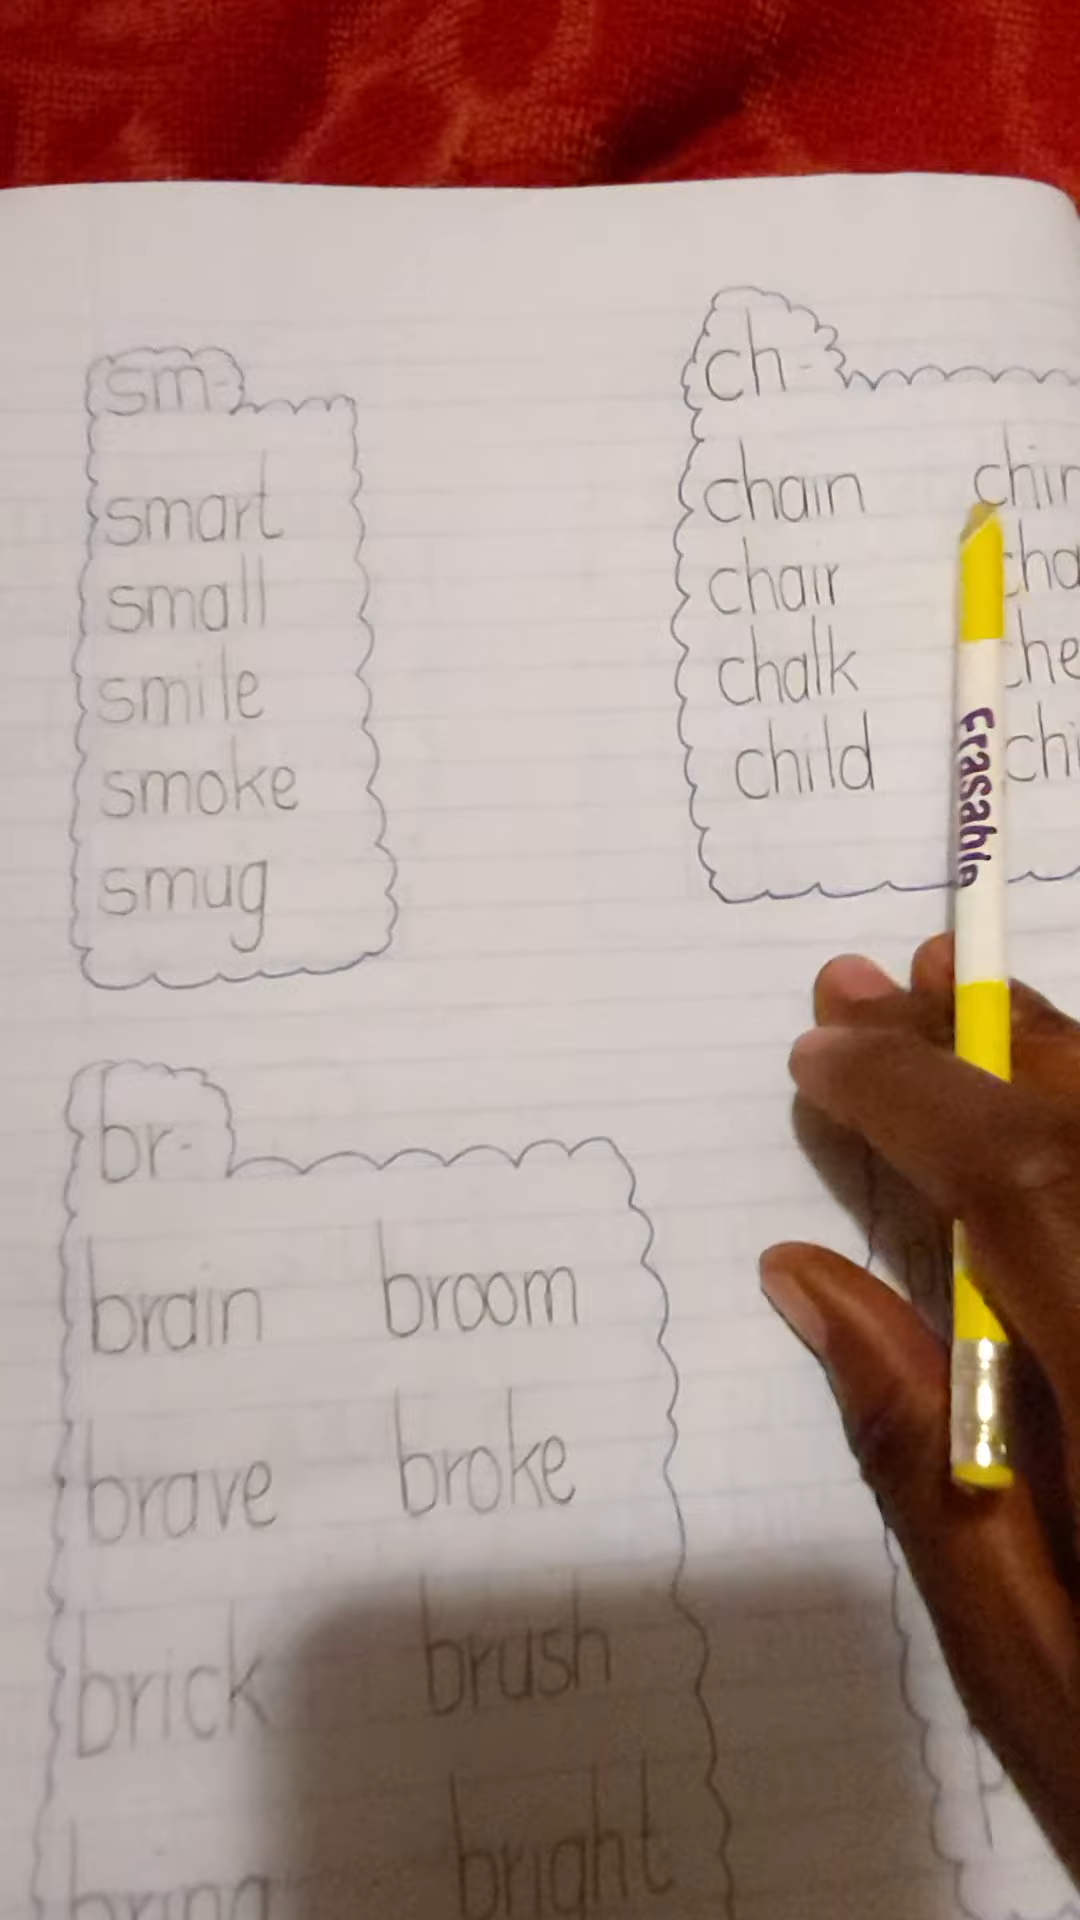 sm-
smart
small
smile
smoke
smug
ch-
chain
chair
chalk
child
Erasable
br-
brain broom
brave broke
brick brush
bring bright